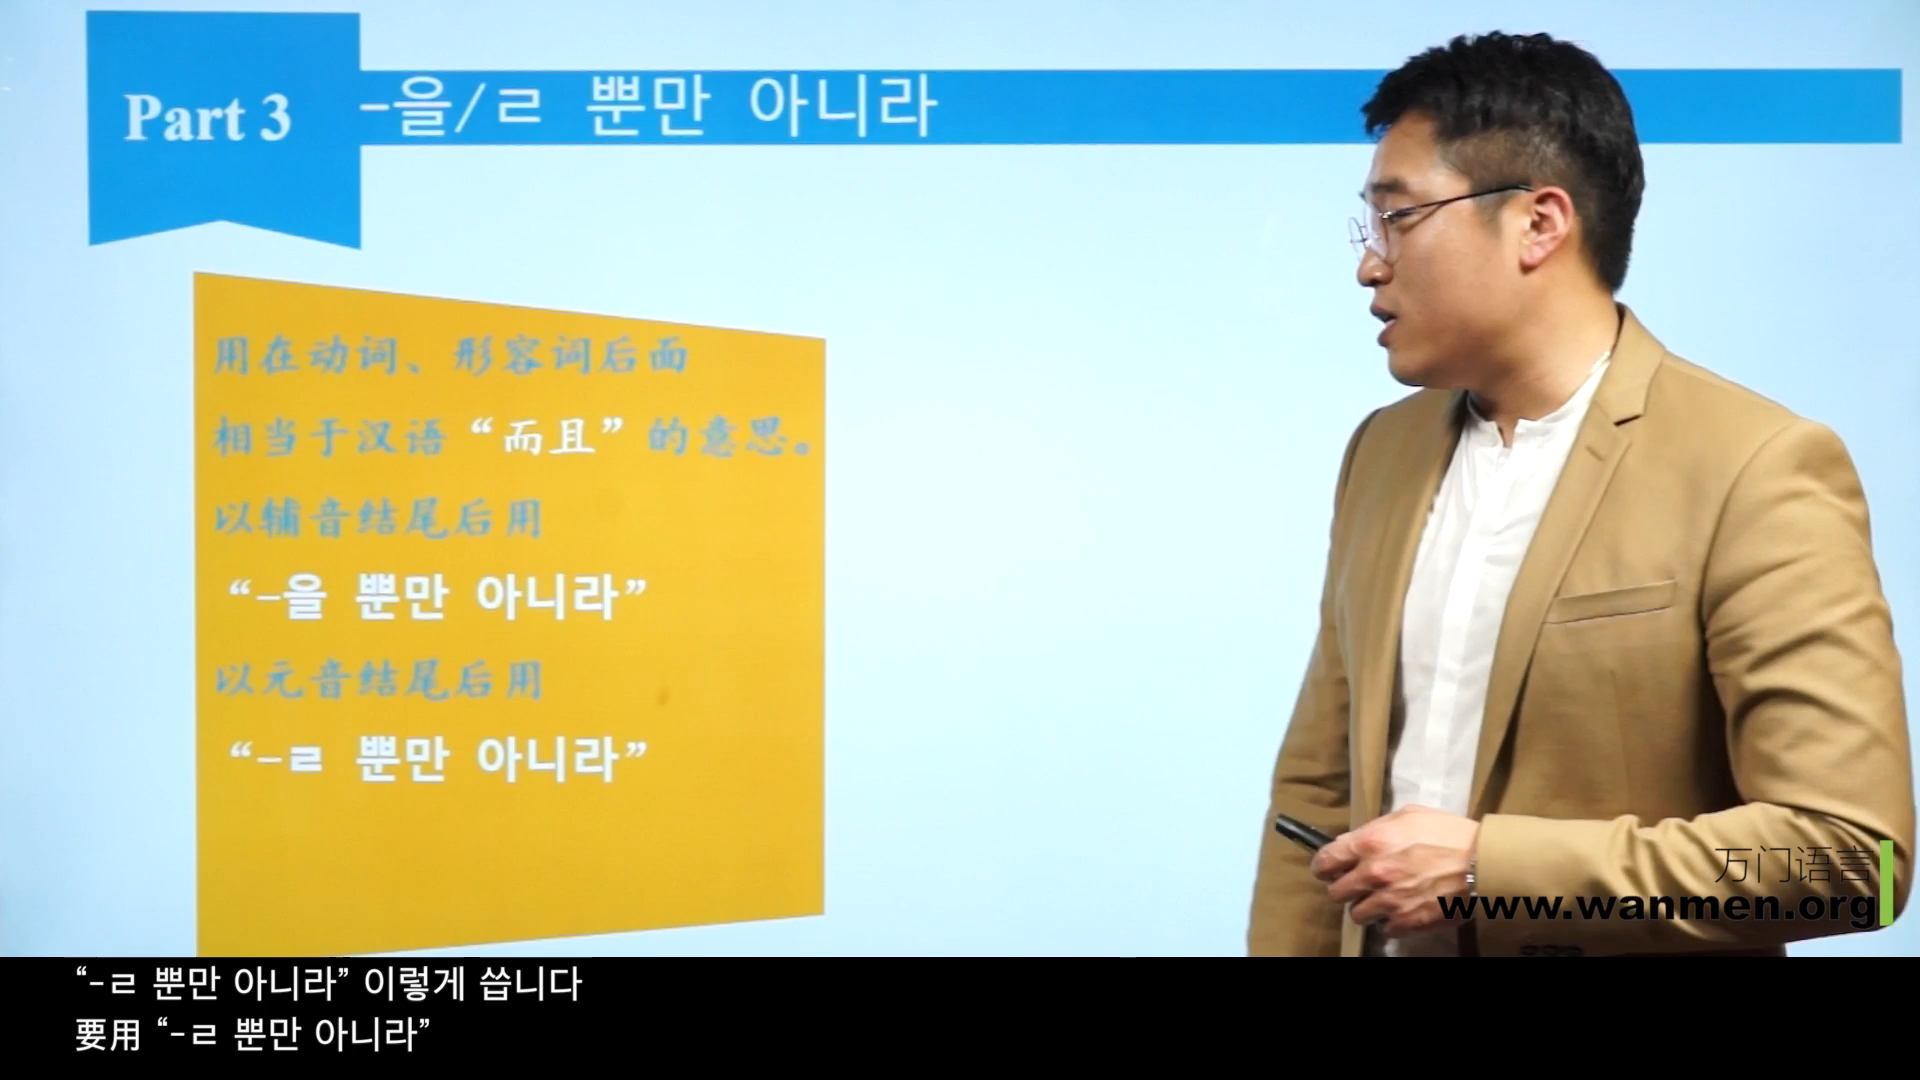 Part 3
-을/ㄹ 뿐만 아니라
用在动词、形容词后面
相当于汉语“而且”的意思。
以辅音结尾后用
“-을 뿐만 아니라”
以元音结尾后用
“-ㄹ 뿐만 아니라”
万门语言
www.wanmen.org
“-ㄹ 뿐만 아니라” 이렇게 씁니다
要用 “-ㄹ 뿐만 아니라”